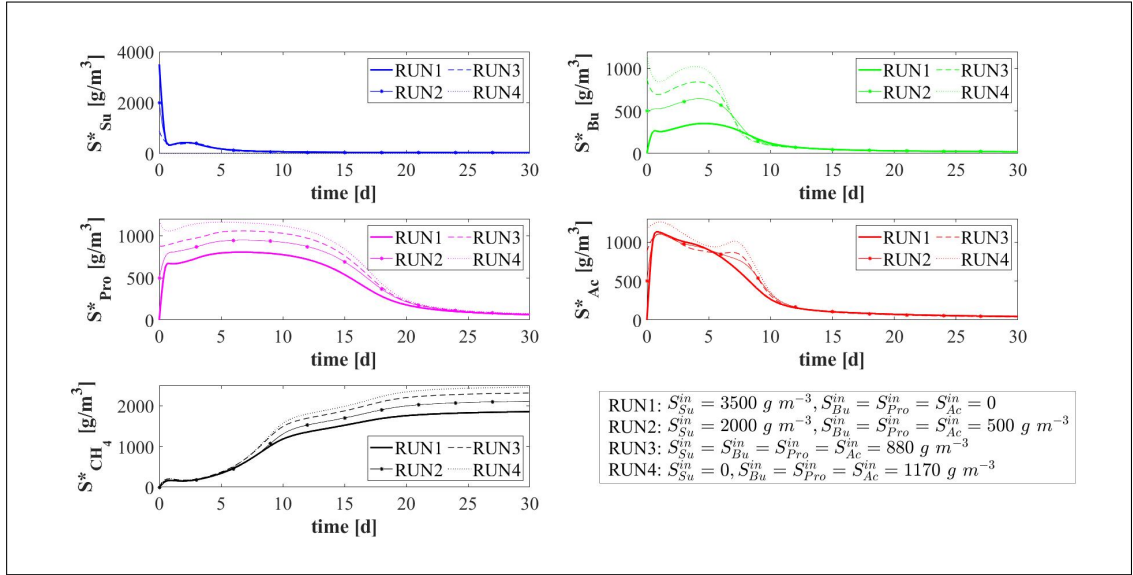 4000
2000
0
S*Su [g/m3]
RUN1 RUN3
RUN2 RUN4
0 5 10 15 20 25 30
time [d]
1000
500
0
S*Bu [g/m3]
RUN1 RUN3
RUN2 RUN4
0 5 10 15 20 25 30
time [d]
1000
500
0
S*Pro [g/m3]
RUN1 RUN3
RUN2 RUN4
0 5 10 15 20 25 30
time [d]
1000
500
0
S*Ac [g/m3]
RUN1 RUN3
RUN2 RUN4
0 5 10 15 20 25 30
time [d]
2000
1000
0
S*CH4 [g/m3]
RUN1 RUN3
RUN2 RUN4
0 5 10 15 20 25 30
time [d]
RUN1: S^in_Su = 3500 g m^−3, S^in_Bu = S^in_Pro = S^in_Ac = 0
RUN2: S^in_Su = 2000 g m^−3, S^in_Bu = S^in_Pro = S^in_Ac = 500 g m^−3
RUN3: S^in_Su = S^in_Bu = S^in_Pro = S^in_Ac = 880 g m^−3
RUN4: S^in_Su = 0, S^in_Bu = S^in_Pro = S^in_Ac = 1170 g m^−3